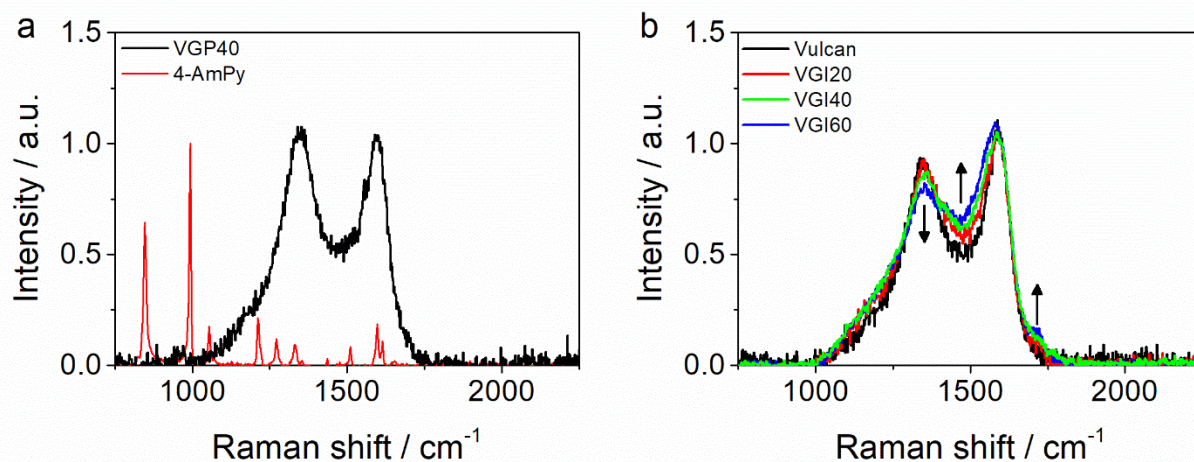 a
1.5
VGP40
4-AmPy
1.0
0.5
0.0
Intensity / a.u.
1000
1500
2000
Raman shift / cm⁻¹
b
1.5
Vulcan
VGI20
VGI40
VGI60
1.0
0.5
0.0
Intensity / a.u.
1000
1500
2000
Raman shift / cm⁻¹